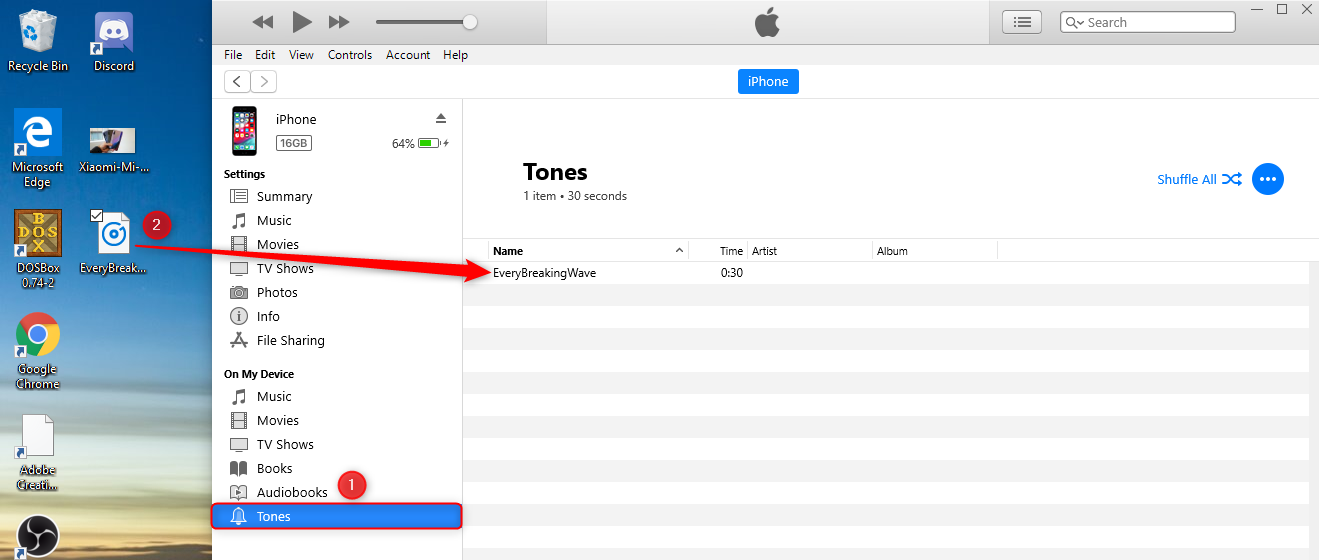 Recycle Bin
Discord
Microsoft
Edge
Xiaomi-Mi-...
2
DOSBox
0.74-2
EveryBreak...
Google
Chrome
Adobe
Creati...
Search
File Edit View Controls Account Help
iPhone
iPhone
16GB
64%
Settings
Summary
Music
Movies
TV Shows
Photos
Info
File Sharing
On My Device
Music
Movies
TV Shows
Books
Audiobooks
1
Tones
Tones
1 item • 30 seconds
Shuffle All
Name Time Artist Album
EveryBreakingWave 0:30